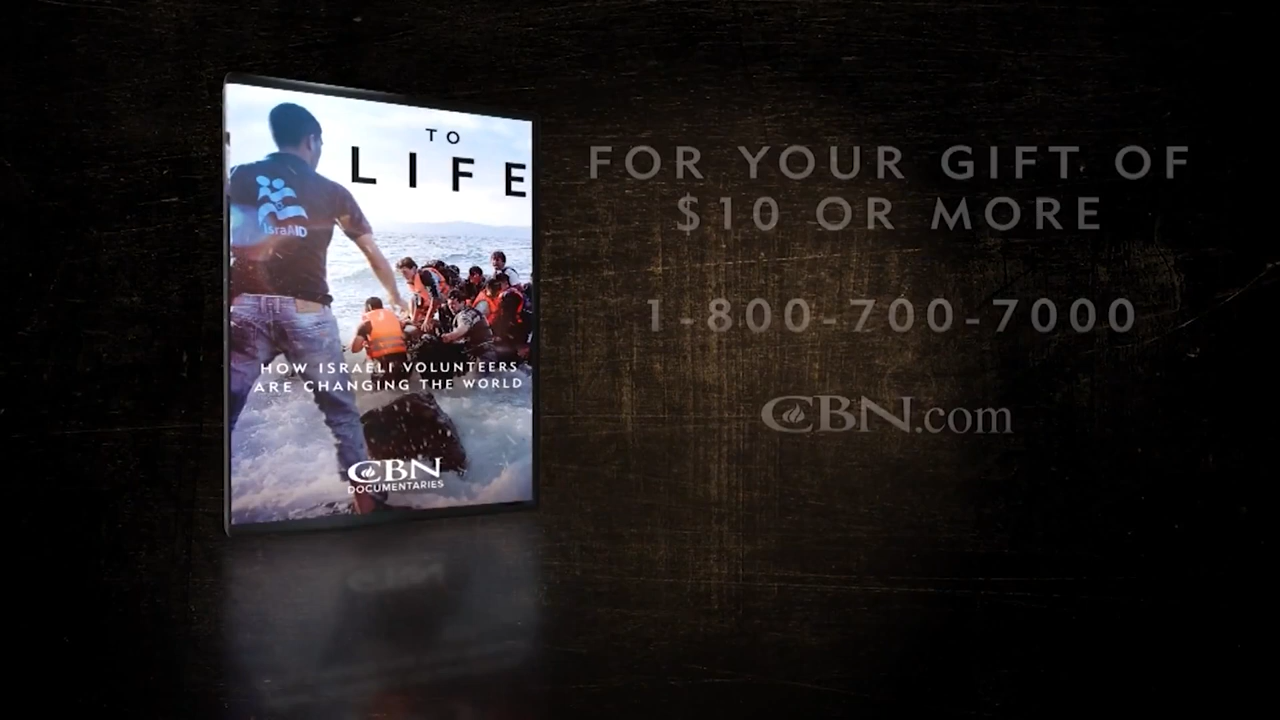 TO
LIFE
IsraAID
HOW ISRAELI VOLUNTEERS
ARE CHANGING THE WORLD
CBN
DOCUMENTARIES
FOR YOUR GIFT OF
$10 OR MORE
1-800-700-7000
CBN.com